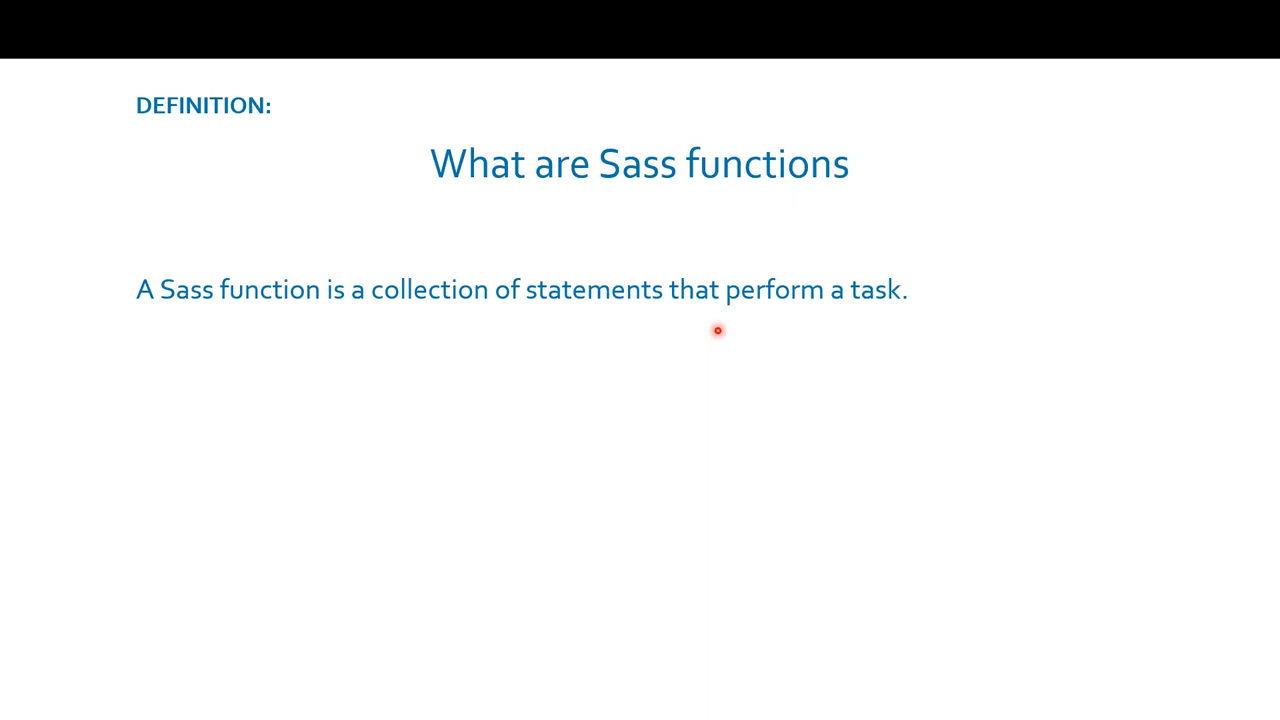 DEFINITION:
What are Sass functions
A Sass function is a collection of statements that perform a task.